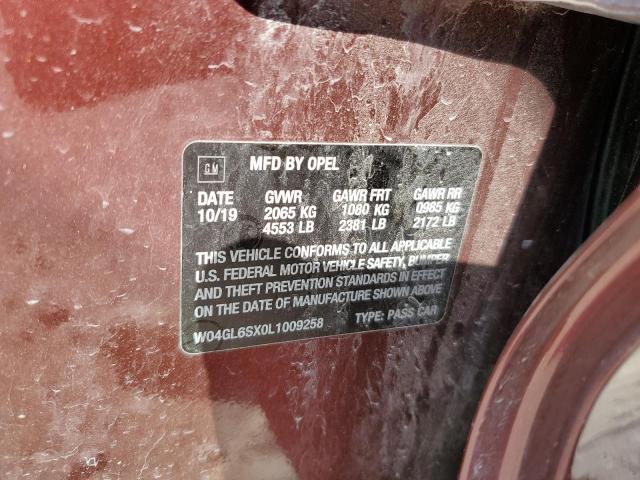 GM
MFD BY OPEL
DATE GVWR GAWR FRT GAWR RR
10/19 2065 KG 1080 KG 0985 KG
4553 LB 2381 LB 2172 LB
THIS VEHICLE CONFORMS TO ALL APPLICABLE
U.S. FEDERAL MOTOR VEHICLE SAFETY, BUMPER
AND THEFT PREVENTION STANDARDS IN EFFECT
ON THE DATE OF MANUFACTURE SHOWN ABOVE
W04GL6SX0L1009258 TYPE: PASS CAR